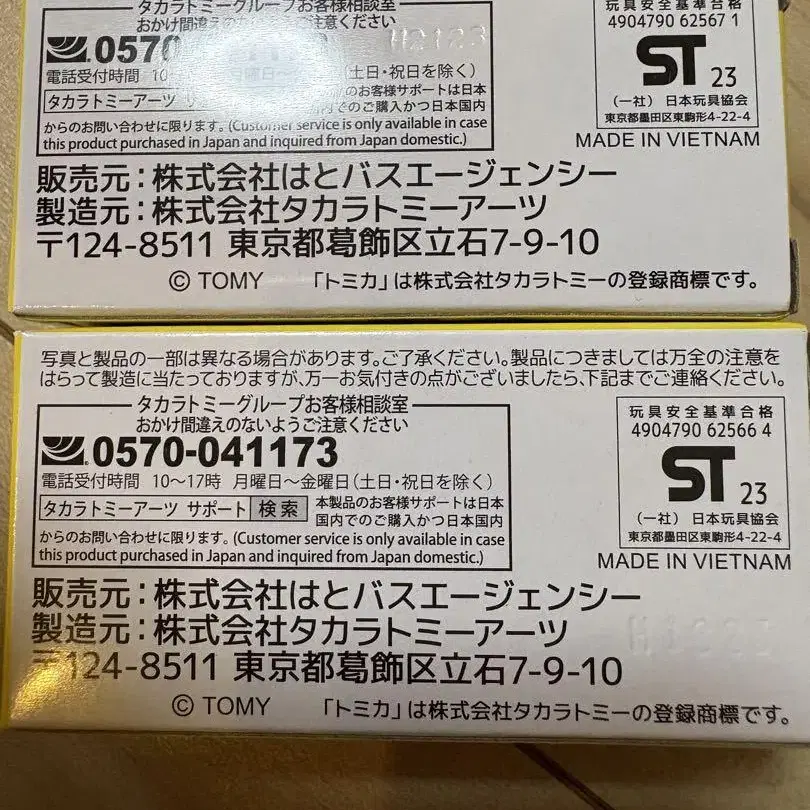 タカラトミーグループお客様相談室
おかけ間違えのないようご注意ください
0570
電話受付時間 10 曜日〜 (土日・祝日を除く)
タカラトミーアーツ のお客様サポートは日本
内でのご購入かつ日本国内
からのお問い合わせに限ります。(Customer service is only available in case
this product purchased in Japan and inquired from Japan domestic.)
玩具安全基準合格
4904790 62567 1
ST 23
(一社) 日本玩具協会
東京都墨田区東駒形4-22-4
MADE IN VIETNAM
販売元:株式会社はとバスエージェンシー
製造元:株式会社タカラトミーアーツ
〒124-8511 東京都葛飾区立石7-9-10
© TOMY 「トミカ」は株式会社タカラトミーの登録商標です。
写真と製品の一部は異なる場合があります。ご了承ください。製品につきましては万全の注意を
はらって製造に当たっておりますが、万一お気付きの点がございましたら、下記までご連絡ください。
タカラトミーグループお客様相談室
おかけ間違えのないようご注意ください
0570-041173
電話受付時間 10〜17時 月曜日〜金曜日(土日・祝日を除く)
タカラトミーアーツ サポート 検索
本製品のお客様サポートは日本
国内でのご購入かつ日本国内
からのお問い合わせに限ります。(Customer service is only available in case
this product purchased in Japan and inquired from Japan domestic.)
玩具安全基準合格
4904790 62566 4
ST 23
(一社) 日本玩具協会
東京都墨田区東駒形4-22-4
MADE IN VIETNAM
販売元:株式会社はとバスエージェンシー
製造元:株式会社タカラトミーアーツ
〒124-8511 東京都葛飾区立石7-9-10
© TOMY 「トミカ」は株式会社タカラトミーの登録商標です。